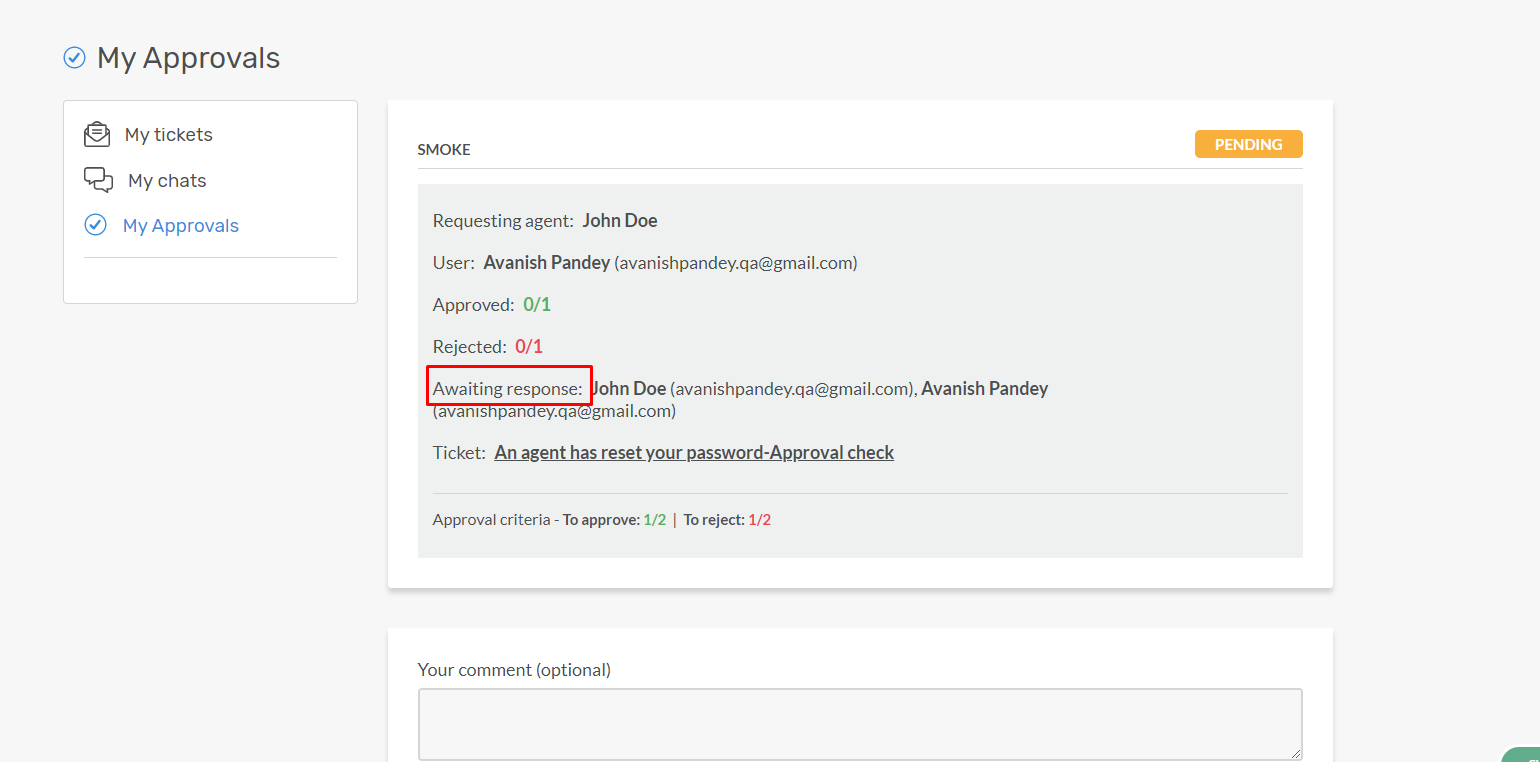 My Approvals
My tickets
My chats
My Approvals
SMOKE
PENDING
Requesting agent: John Doe
User: Avanish Pandey (avanishpandey.qa@gmail.com)
Approved: 0/1
Rejected: 0/1
Awaiting response: John Doe (avanishpandey.qa@gmail.com), Avanish Pandey
(avanishpandey.qa@gmail.com)
Ticket: An agent has reset your password-Approval check
Approval criteria - To approve: 1/2 | To reject: 1/2
Your comment (optional)